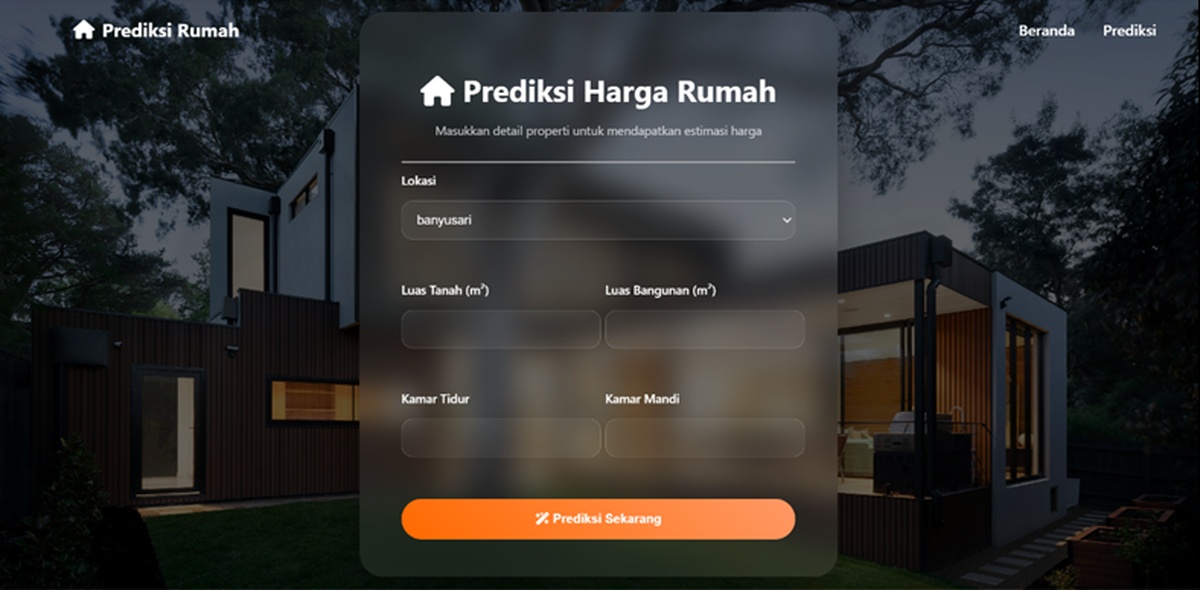 Prediksi Rumah
Beranda Prediksi
Prediksi Harga Rumah
Masukkan detail properti untuk mendapatkan estimasi harga
Lokasi
banyusari
Luas Tanah (m²) Luas Bangunan (m²)
Kamar Tidur Kamar Mandi
Prediksi Sekarang